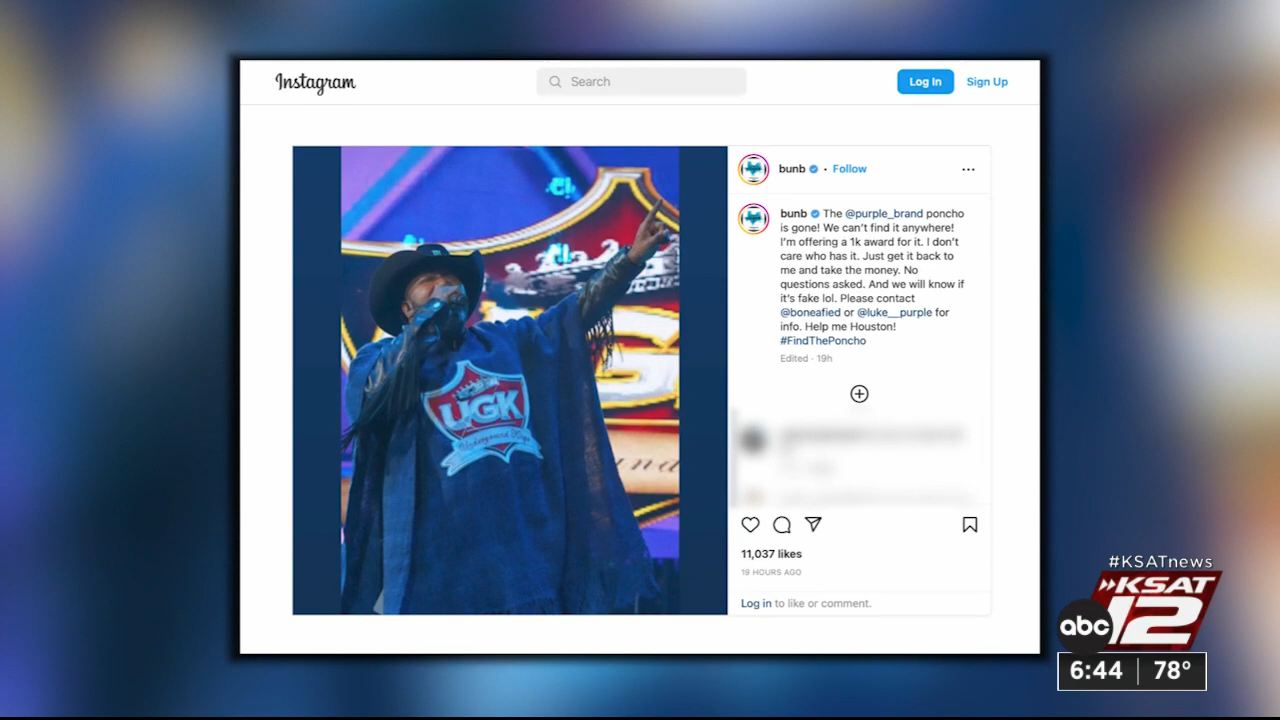 Instagram
Search
Log In
Sign Up
bunb · Follow
bunb The @purple_brand poncho
is gone! We can't find it anywhere!
I'm offering a 1k award for it. I don't
care who has it. Just get it back to
me and take the money. No
questions asked. And we will know if
it's fake lol. Please contact
@boneafied or @luke__purple for
info. Help me Houston!
#FindThePoncho
Edited · 19h
UGK
Underground Kingz
11,037 likes
19 HOURS AGO
Log in to like or comment.
#KSATnews
KSAT
abc 12
6:44 78°